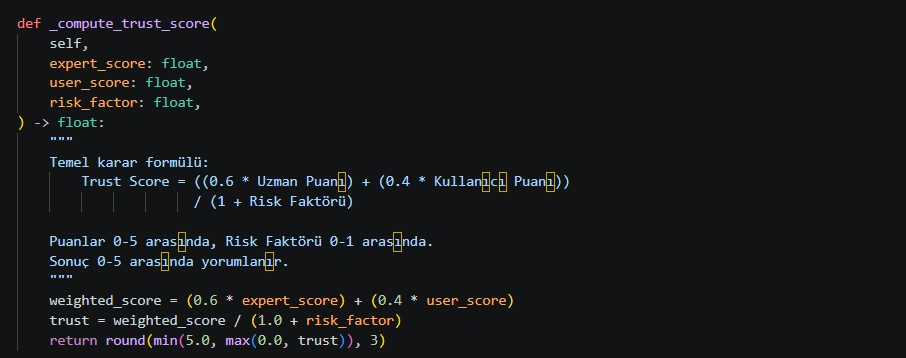 def _compute_trust_score(
self,
expert_score: float,
user_score: float,
risk_factor: float,
) -> float:
"""
Temel karar formülü:
Trust Score = ((0.6 * Uzman Puanı) + (0.4 * Kullanıcı Puanı))
/ (1 + Risk Faktörü)
Puanlar 0-5 arasında, Risk Faktörü 0-1 arasında.
Sonuç 0-5 arasında yorumlanır.
"""
weighted_score = (0.6 * expert_score) + (0.4 * user_score)
trust = weighted_score / (1.0 + risk_factor)
return round(min(5.0, max(0.0, trust)), 3)